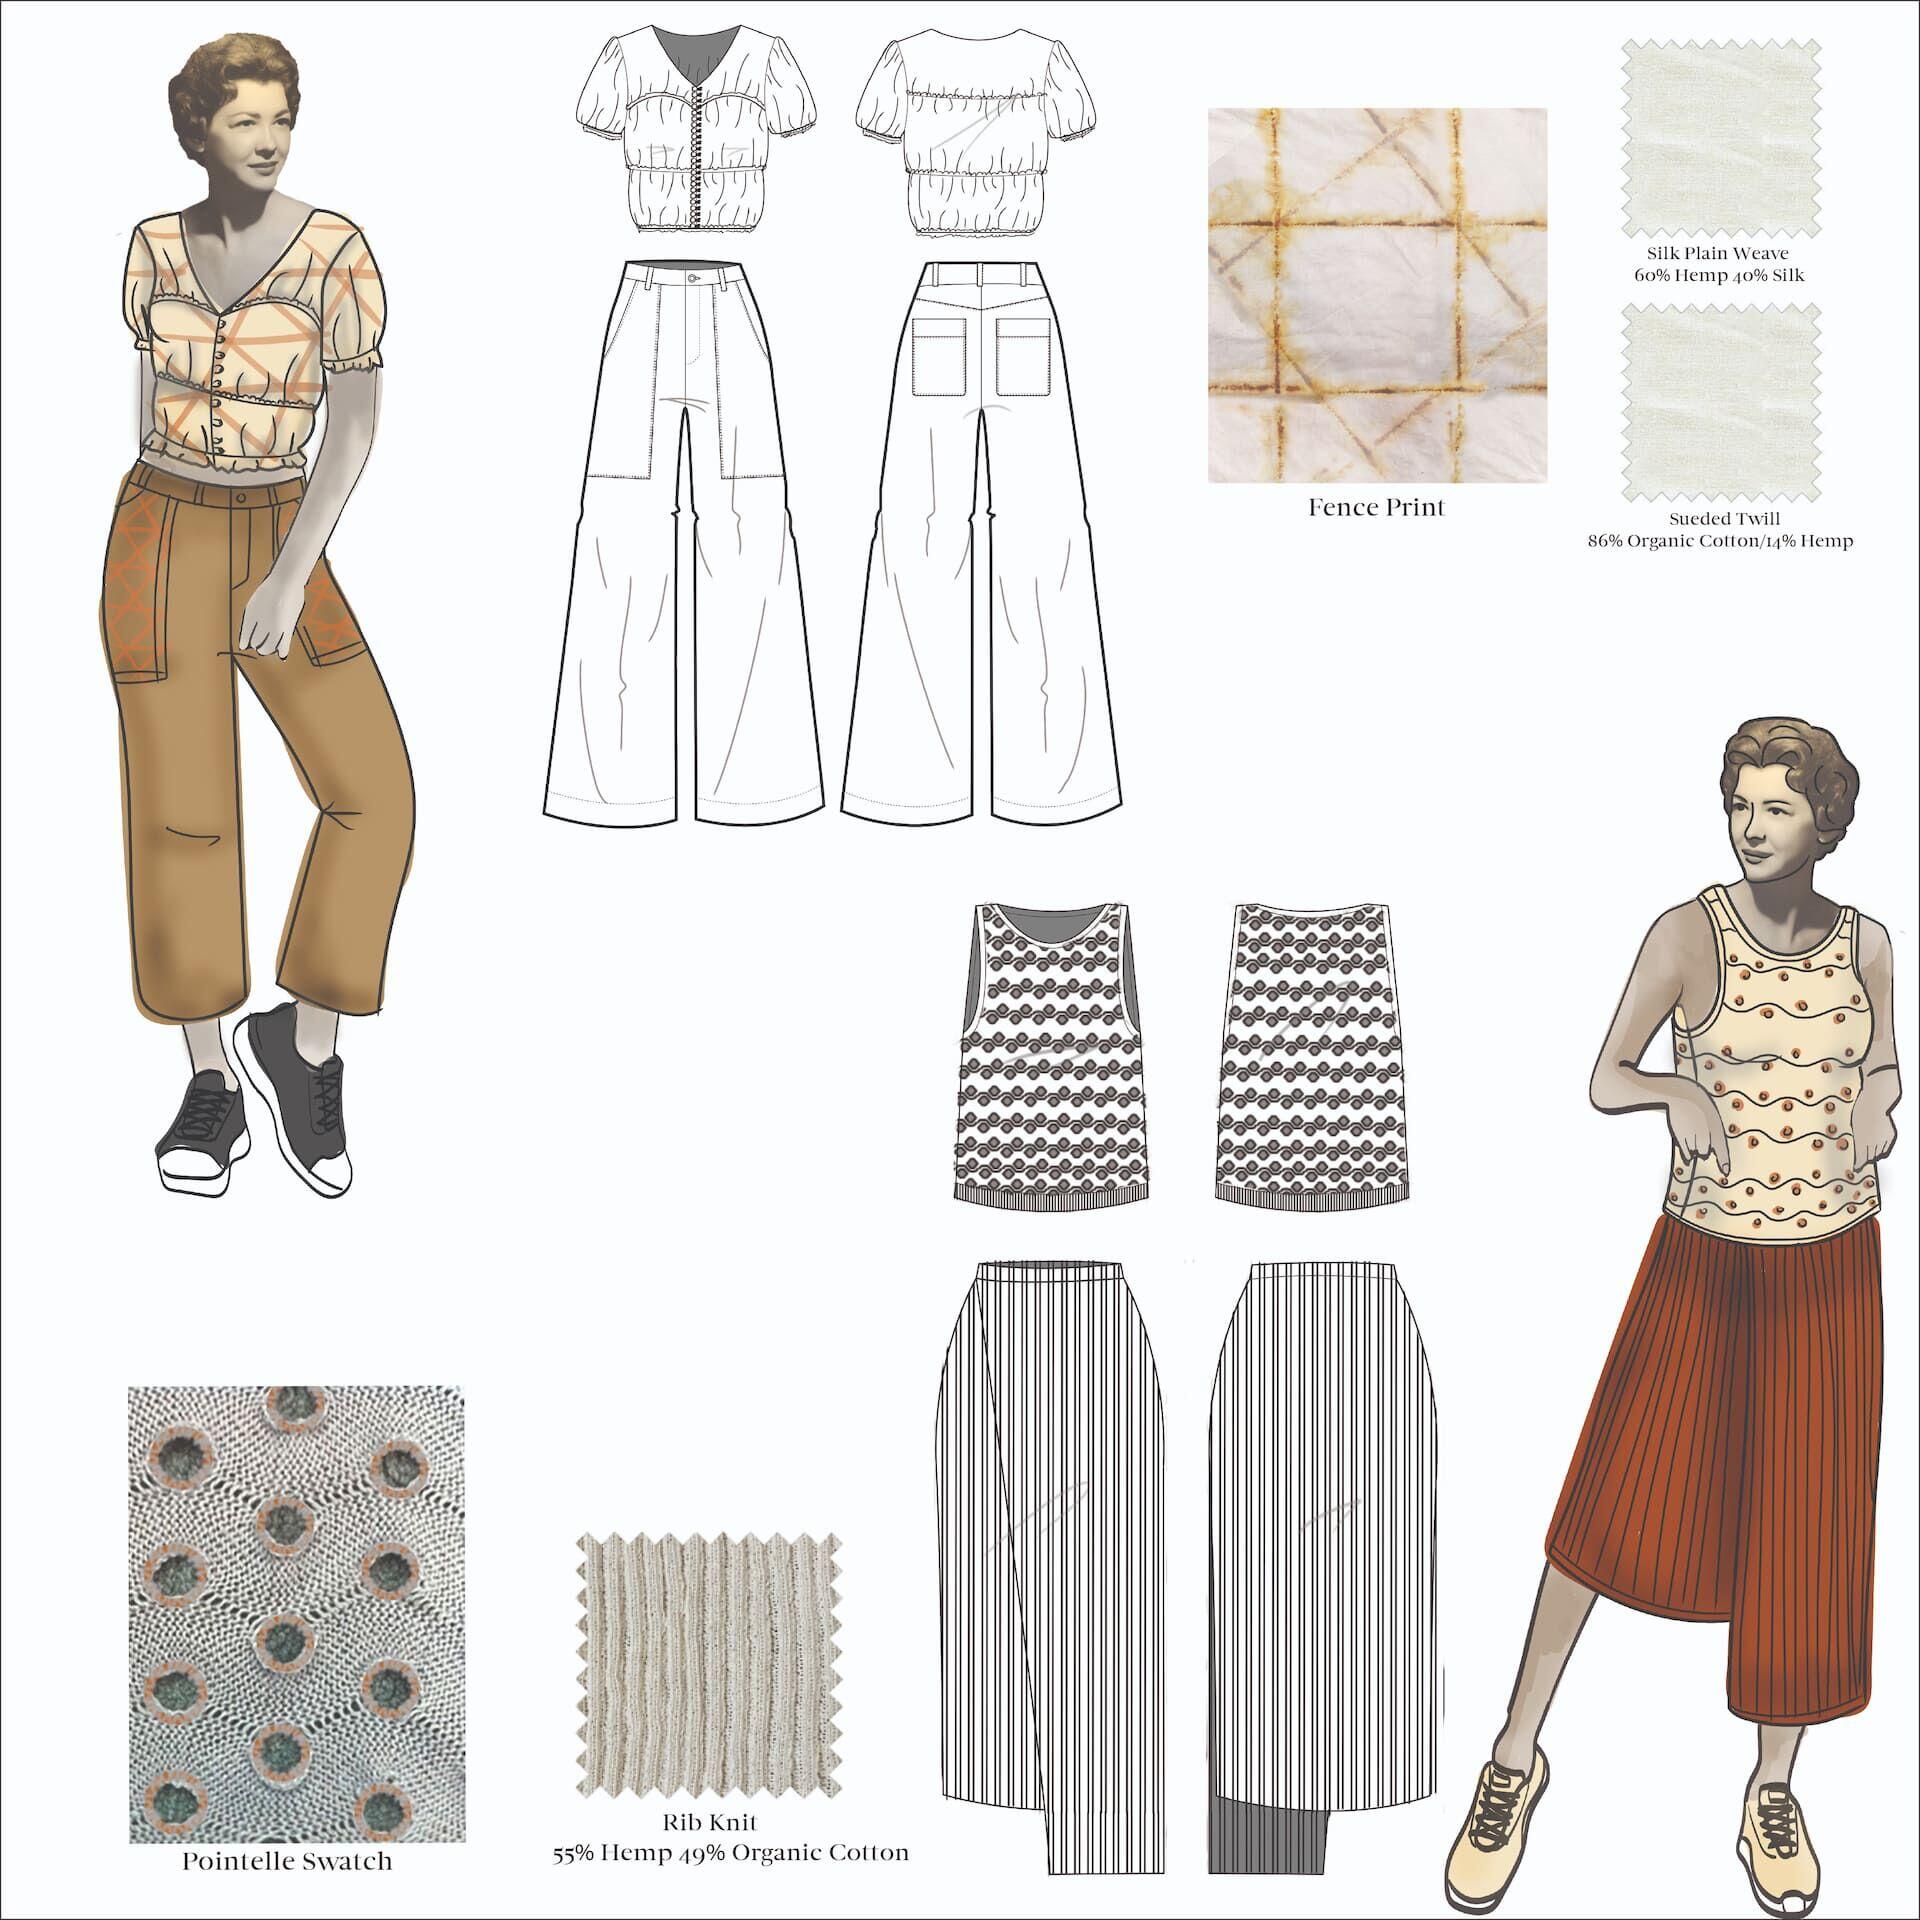 Silk Plain Weave
60% Hemp 40% Silk
Fence Print
Sueded Twill
86% Organic Cotton/14% Hemp
Pointelle Swatch
Rib Knit
55% Hemp 49% Organic Cotton